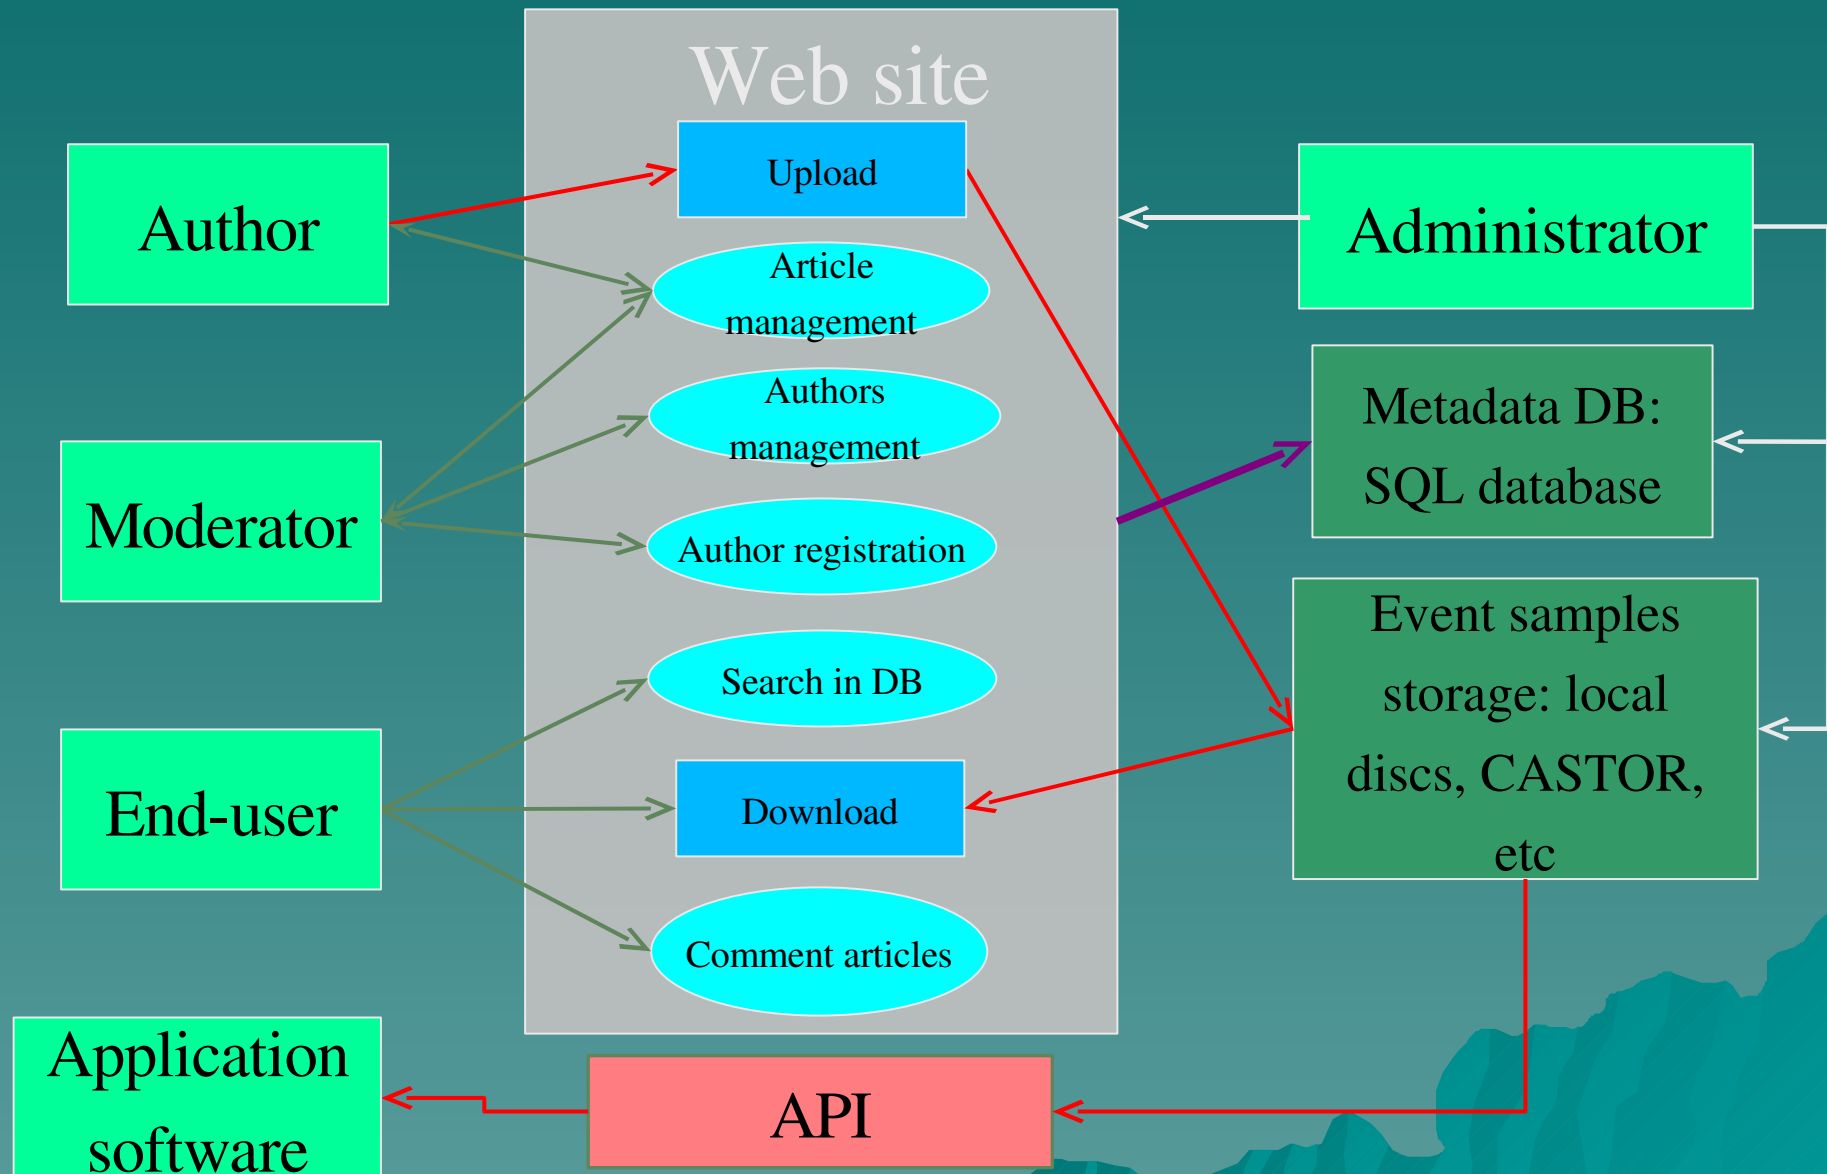 Web site
Upload
Author
Article
management
Administrator
Authors
management
Metadata DB:
SQL database
Moderator
Author registration
Event samples
storage: local
discs, CASTOR,
etc
Search in DB
End-user
Download
Comment articles
Application
software
API